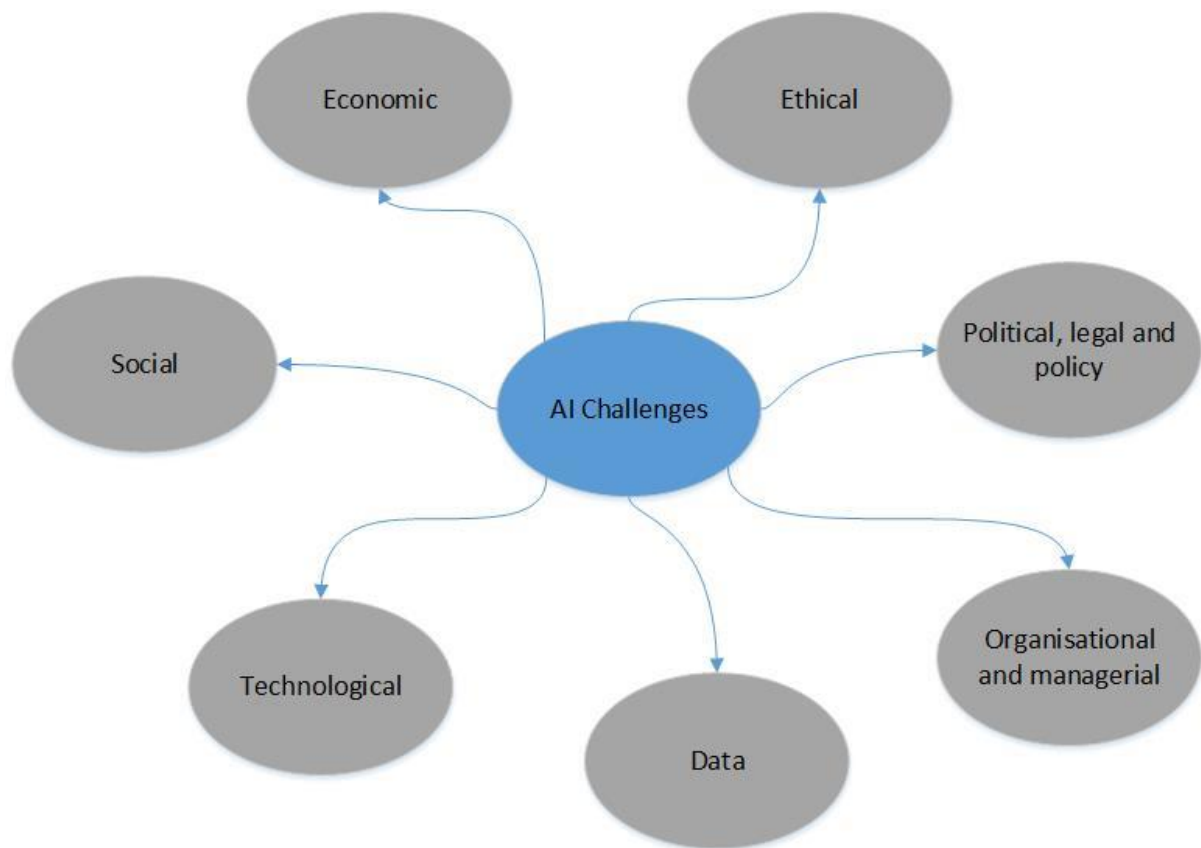 Economic
Ethical
Social
AI Challenges
Political, legal and
policy
Technological
Data
Organisational
and managerial